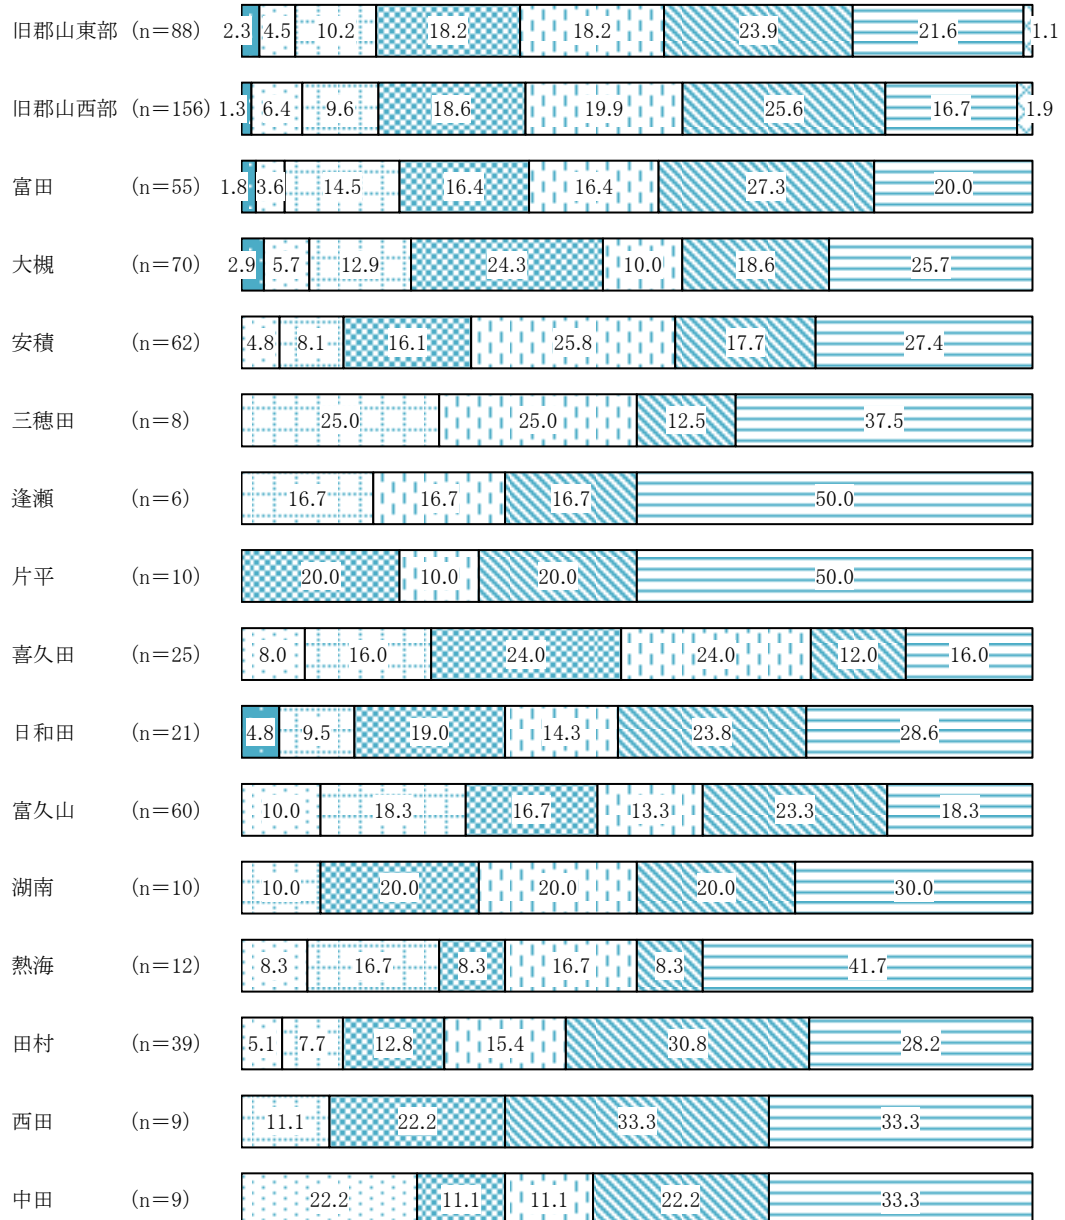 旧郡山東部 (n=88) 2.3 4.5 10.2 18.2 18.2 23.9 21.6 1.1
旧郡山西部 (n=156) 1.3 6.4 9.6 18.6 19.9 25.6 16.7 1.9
富田 (n=55) 1.8 3.6 14.5 16.4 16.4 27.3 20.0
大槻 (n=70) 2.9 5.7 12.9 24.3 10.0 18.6 25.7
安積 (n=62) 4.8 8.1 16.1 25.8 17.7 27.4
三穂田 (n=8) 25.0 25.0 12.5 37.5
逢瀬 (n=6) 16.7 16.7 16.7 50.0
片平 (n=10) 20.0 10.0 20.0 50.0
喜久田 (n=25) 8.0 16.0 24.0 24.0 12.0 16.0
日和田 (n=21) 4.8 9.5 19.0 14.3 23.8 28.6
富久山 (n=60) 10.0 18.3 16.7 13.3 23.3 18.3
湖南 (n=10) 10.0 20.0 20.0 20.0 30.0
熱海 (n=12) 8.3 16.7 8.3 16.7 8.3 41.7
田村 (n=39) 5.1 7.7 12.8 15.4 30.8 28.2
西田 (n=9) 11.1 22.2 33.3 33.3
中田 (n=9) 22.2 11.1 11.1 22.2 33.3